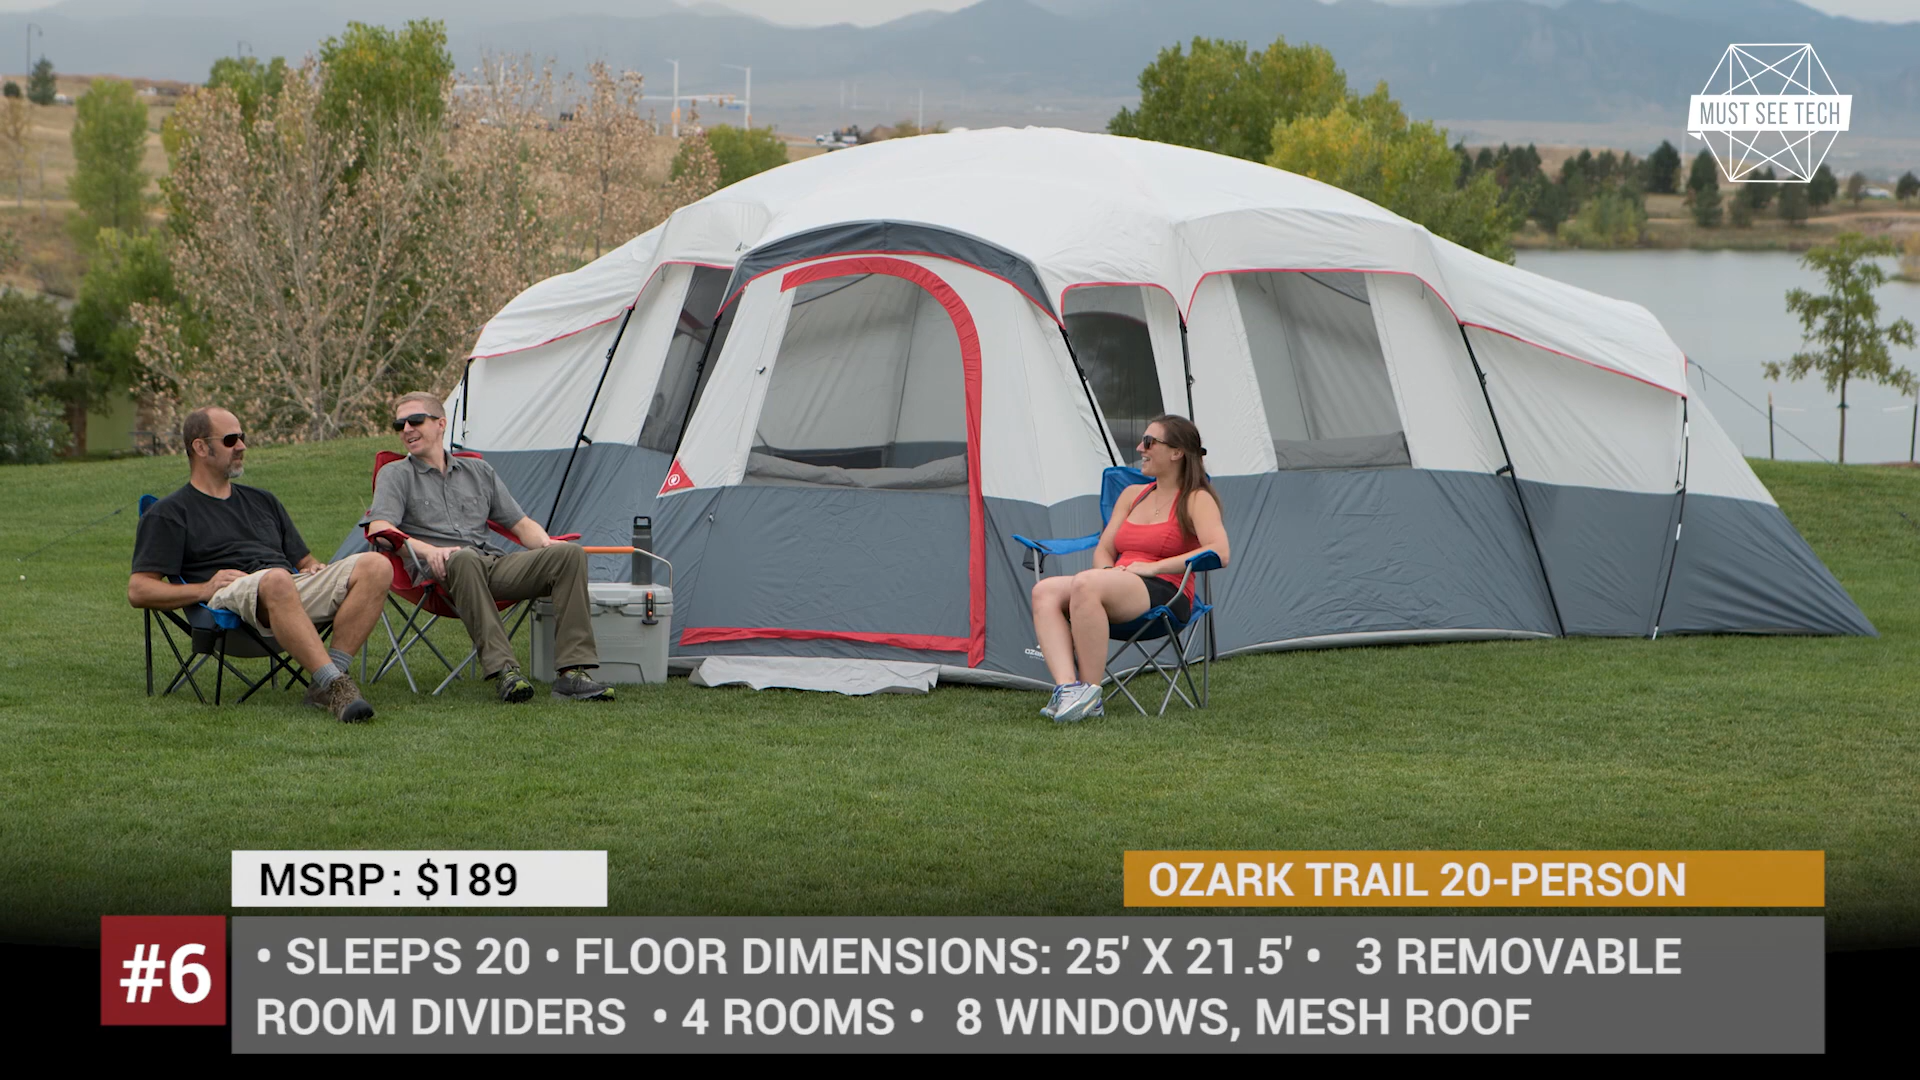 MUST SEE TECH
MSRP: $189
OZARK TRAIL 20-PERSON
#6
• SLEEPS 20 • FLOOR DIMENSIONS: 25' X 21.5' • 3 REMOVABLE
ROOM DIVIDERS • 4 ROOMS • 8 WINDOWS, MESH ROOF